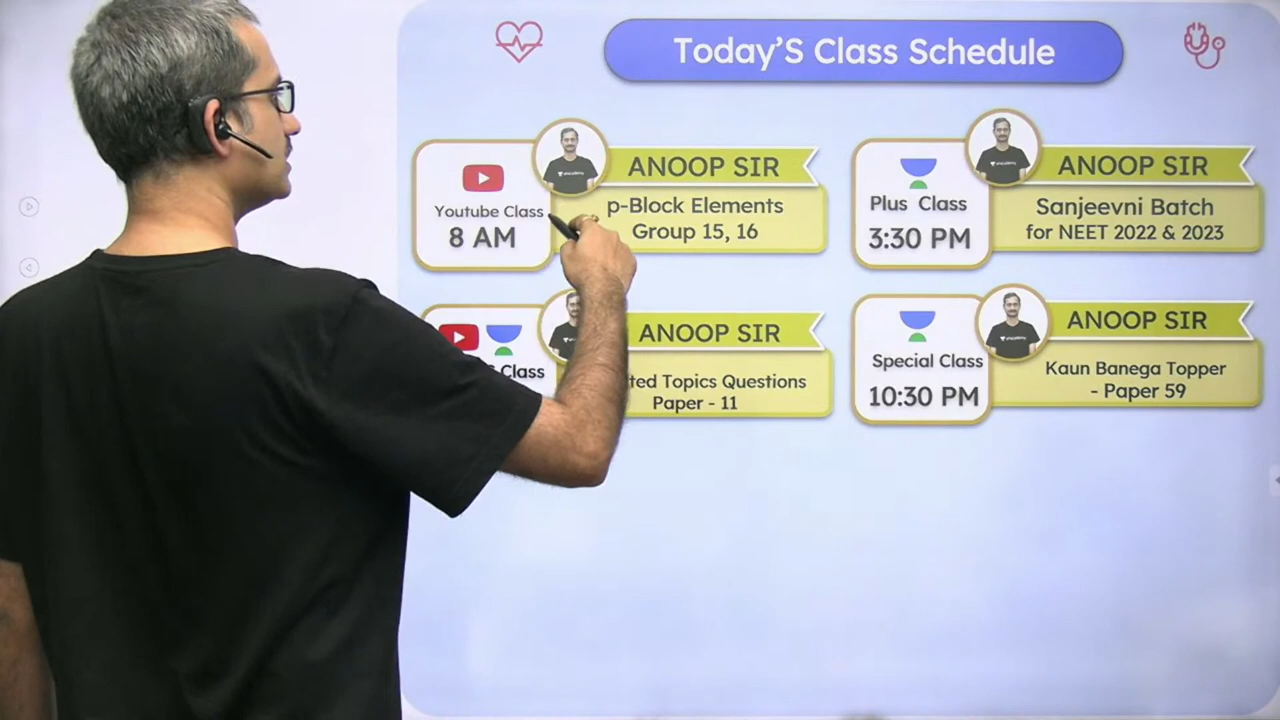 Today'S Class Schedule
ANOOP SIR
Youtube Class
8 AM
p-Block Elements
Group 15, 16
ANOOP SIR
Plus Class
3:30 PM
Sanjeevni Batch
for NEET 2022 & 2023
ANOOP SIR
Class
Topics Questions
Paper - 11
ANOOP SIR
Special Class
10:30 PM
Kaun Banega Topper
- Paper 59